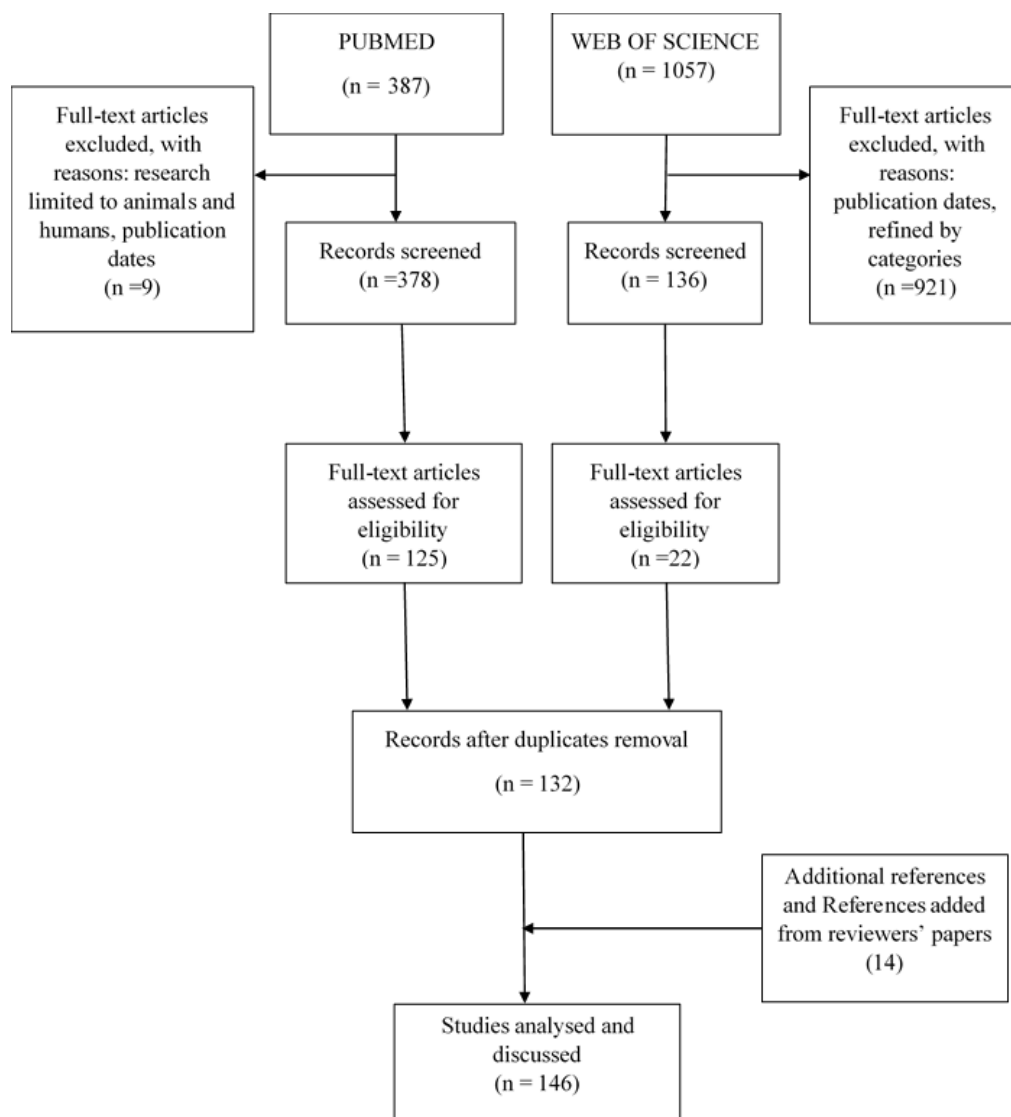 PUBMED
(n = 387)
WEB OF SCIENCE
(n = 1057)
Full-text articles
excluded, with
reasons: research
limited to animals and
humans, publication
dates
(n =9)
Full-text articles
excluded, with
reasons:
publication dates,
refined by
categories
(n =921)
Records screened
(n =378)
Records screened
(n = 136)
Full-text articles
assessed for
eligibility
(n = 125)
Full-text articles
assessed for
eligibility
(n =22)
Records after duplicates removal
(n = 132)
Additional references
and References added
from reviewers’ papers
(14)
Studies analysed and
discussed
(n = 146)